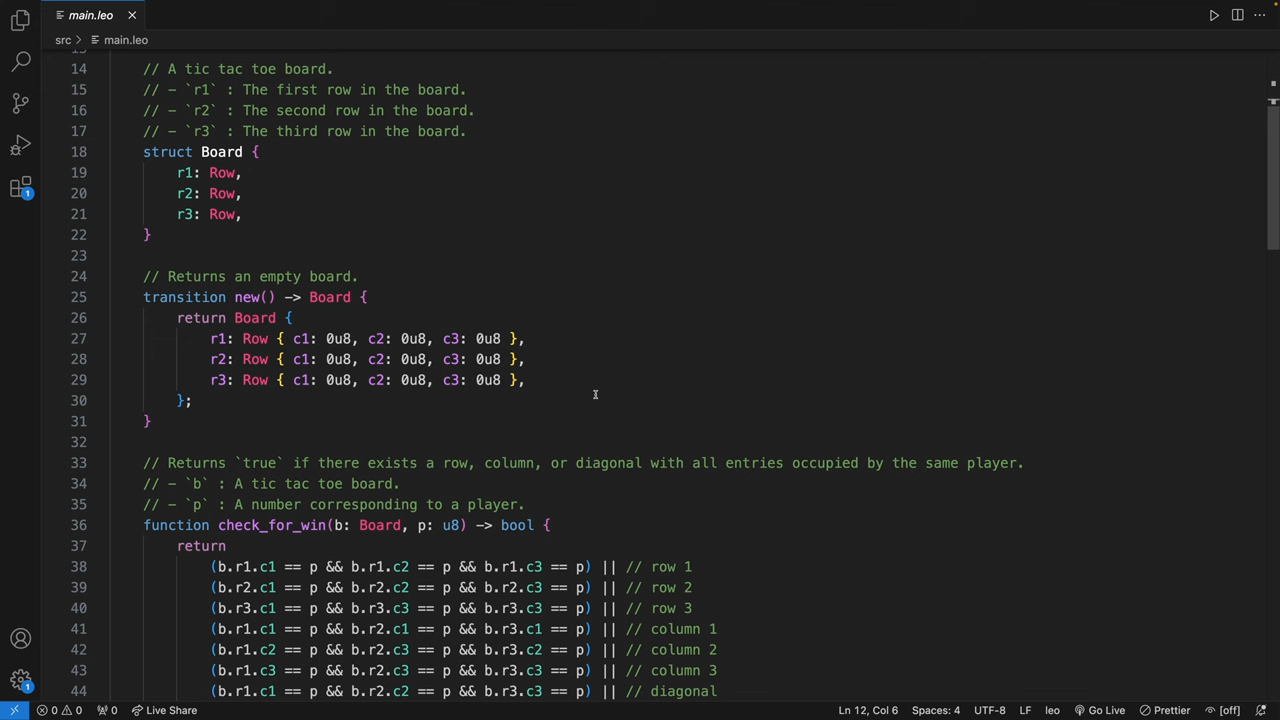 main.leo
src > main.leo
13
14 // A tic tac toe board.
15 // - `r1` : The first row in the board.
16 // - `r2` : The second row in the board.
17 // - `r3` : The third row in the board.
18 struct Board {
19 r1: Row,
20 r2: Row,
21 r3: Row,
22 }
23
24 // Returns an empty board.
25 transition new() -> Board {
26 return Board {
27 r1: Row { c1: 0u8, c2: 0u8, c3: 0u8 },
28 r2: Row { c1: 0u8, c2: 0u8, c3: 0u8 },
29 r3: Row { c1: 0u8, c2: 0u8, c3: 0u8 },
30 };
31 }
32
33 // Returns `true` if there exists a row, column, or diagonal with all entries occupied by the same player.
34 // - `b` : A tic tac toe board.
35 // - `p` : A number corresponding to a player.
36 function check_for_win(b: Board, p: u8) -> bool {
37 return
38 (b.r1.c1 == p && b.r1.c2 == p && b.r1.c3 == p) || // row 1
39 (b.r2.c1 == p && b.r2.c2 == p && b.r2.c3 == p) || // row 2
40 (b.r3.c1 == p && b.r3.c3 == p && b.r3.c3 == p) || // row 3
41 (b.r1.c1 == p && b.r2.c1 == p && b.r3.c1 == p) || // column 1
42 (b.r1.c2 == p && b.r2.c3 == p && b.r3.c2 == p) || // column 2
43 (b.r1.c3 == p && b.r2.c3 == p && b.r3.c3 == p) || // column 3
44 (b.r1.c1 == p && b.r2.c2 == p && b.r3.c3 == p) || // diagonal
1
1
0 0 0 Live Share Ln 12, Col 6 Spaces: 4 UTF-8 LF leo Go Live Prettier [off]